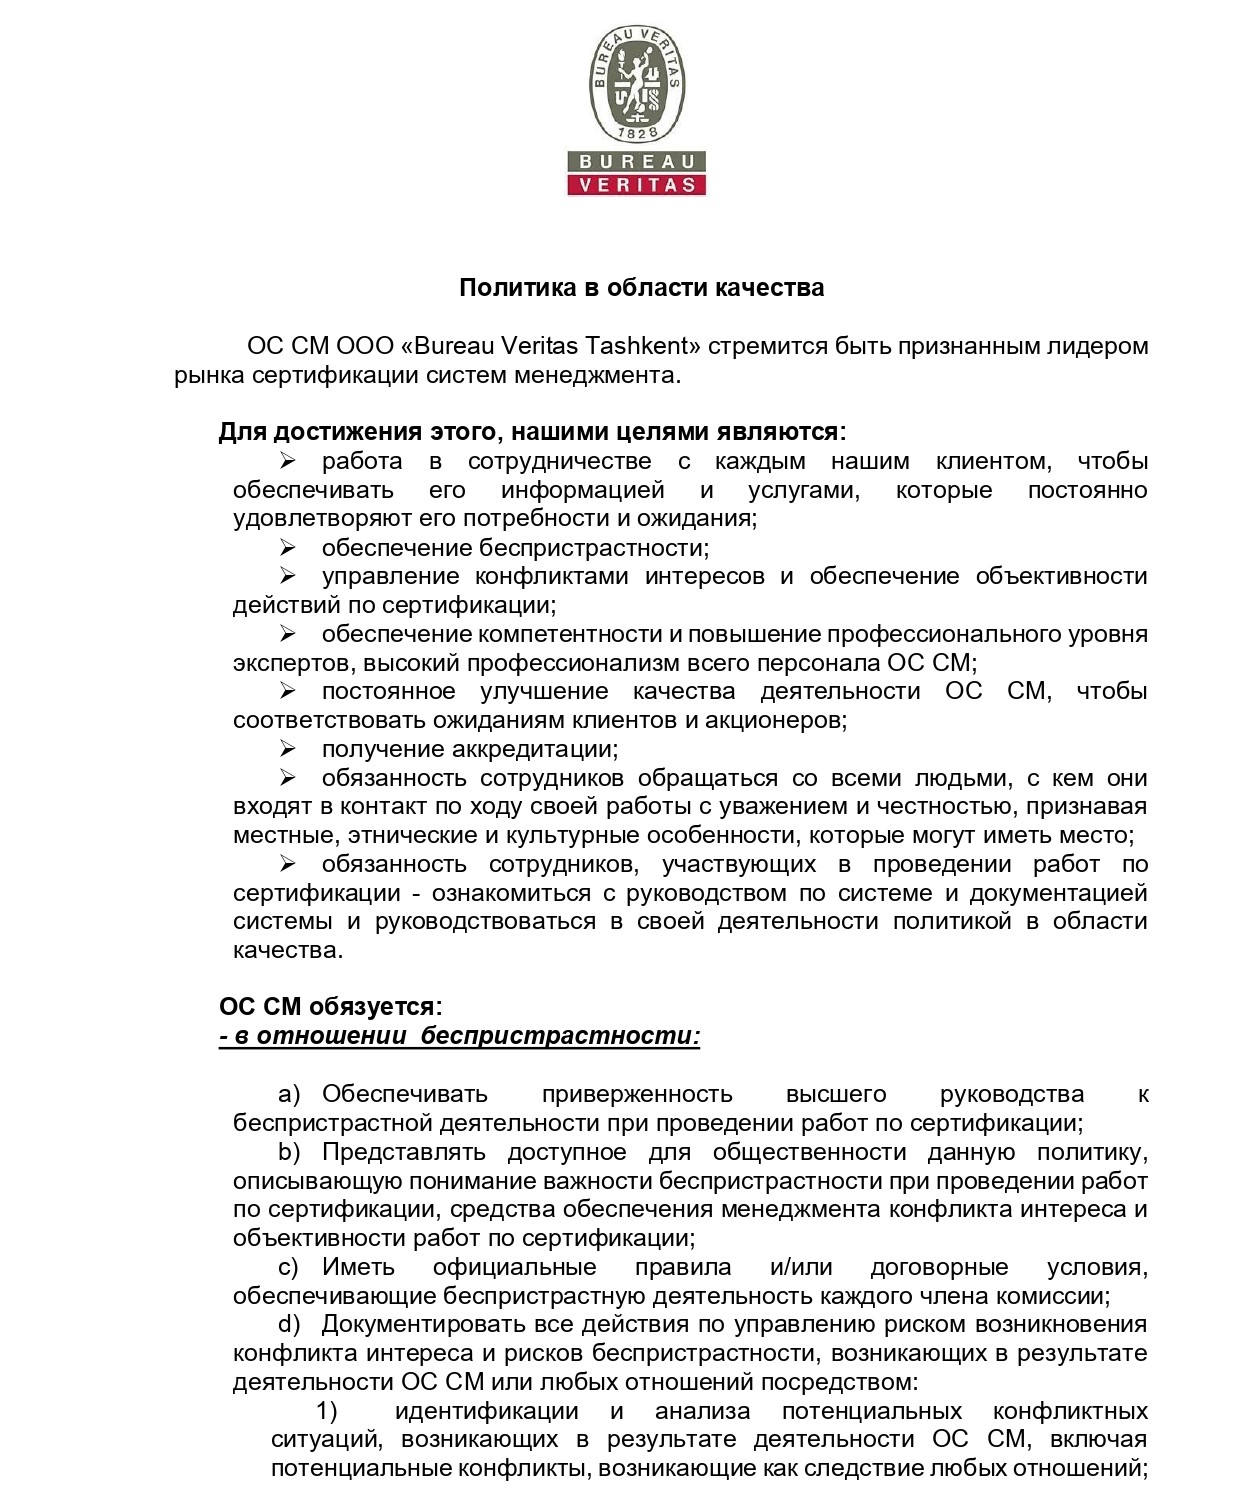 BUREAU VERITAS
1828
BUREAU
VERITAS
Политика в области качества
ОС СМ ООО «Bureau Veritas Tashkent» стремится быть признанным лидером
рынка сертификации систем менеджмента.
Для достижения этого, нашими целями являются:
➢ работа в сотрудничестве с каждым нашим клиентом, чтобы
обеспечивать его информацией и услугами, которые постоянно
удовлетворяют его потребности и ожидания;
➢ обеспечение беспристрастности;
➢ управление конфликтами интересов и обеспечение объективности
действий по сертификации;
➢ обеспечение компетентности и повышение профессионального уровня
экспертов, высокий профессионализм всего персонала ОС СМ;
➢ постоянное улучшение качества деятельности ОС СМ, чтобы
соответствовать ожиданиям клиентов и акционеров;
➢ получение аккредитации;
➢ обязанность сотрудников обращаться со всеми людьми, с кем они
входят в контакт по ходу своей работы с уважением и честностью, признавая
местные, этнические и культурные особенности, которые могут иметь место;
➢ обязанность сотрудников, участвующих в проведении работ по
сертификации - ознакомиться с руководством по системе и документацией
системы и руководствоваться в своей деятельности политикой в области
качества.
ОС СМ обязуется:
- в отношении беспристрастности:
a) Обеспечивать приверженность высшего руководства к
беспристрастной деятельности при проведении работ по сертификации;
b) Представлять доступное для общественности данную политику,
описывающую понимание важности беспристрастности при проведении работ
по сертификации, средства обеспечения менеджмента конфликта интереса и
объективности работ по сертификации;
c) Иметь официальные правила и/или договорные условия,
обеспечивающие беспристрастную деятельность каждого члена комиссии;
d) Документировать все действия по управлению риском возникновения
конфликта интереса и рисков беспристрастности, возникающих в результате
деятельности ОС СМ или любых отношений посредством:
1) идентификации и анализа потенциальных конфликтных
ситуаций, возникающих в результате деятельности ОС СМ, включая
потенциальные конфликты, возникающие как следствие любых отношений;